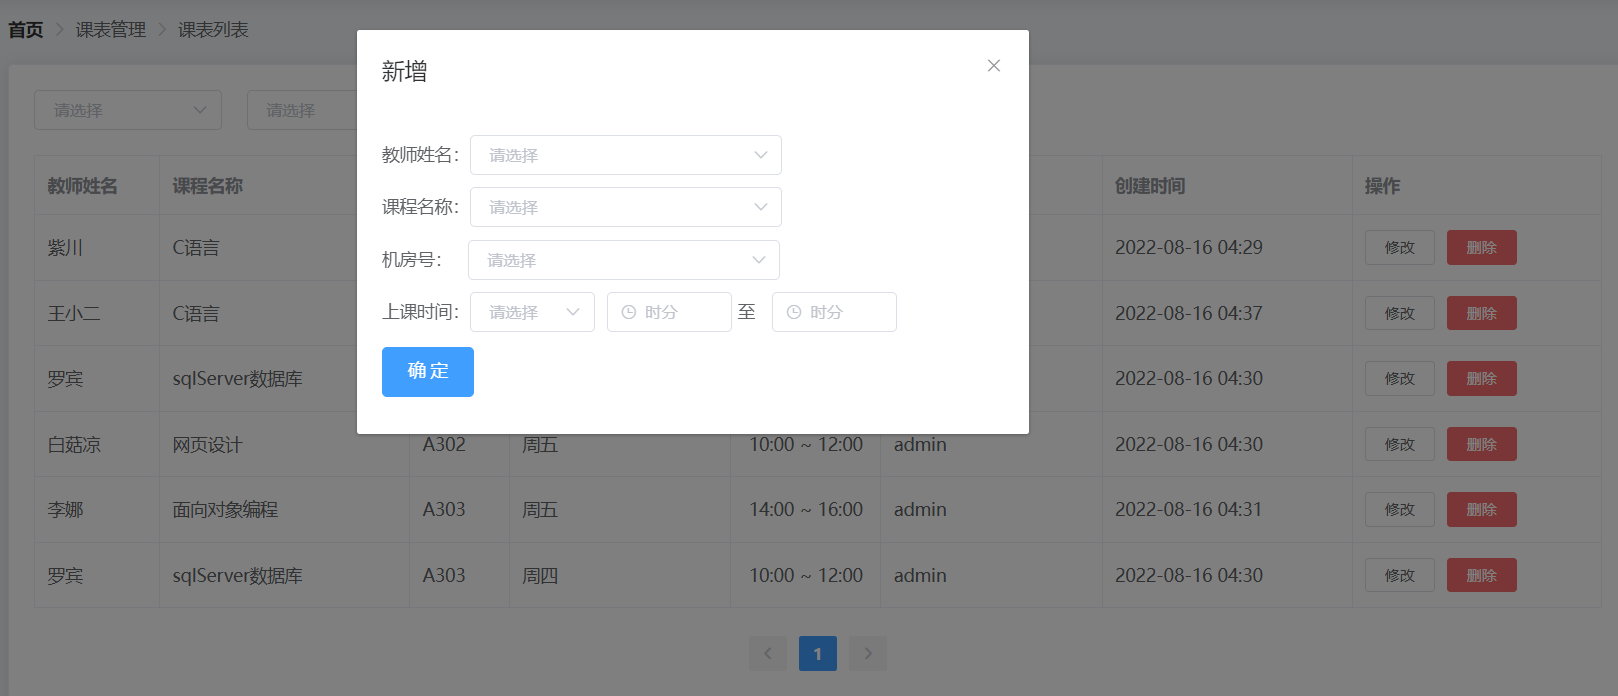 首页 > 课表管理 > 课表列表
新增
请选择 请选择
教师姓名： 请选择
课程名称： 请选择
机房号： 请选择
上课时间： 请选择 时分 至 时分
确 定
教师姓名 课程名称 创建时间 操作
紫川 C语言 2022-08-16 04:29 修改 删除
王小二 C语言 2022-08-16 04:37 修改 删除
罗宾 sqlServer数据库 2022-08-16 04:30 修改 删除
白菇凉 网页设计 A302 周五 10:00 ~ 12:00 admin 2022-08-16 04:30 修改 删除
李娜 面向对象编程 A303 周五 14:00 ~ 16:00 admin 2022-08-16 04:31 修改 删除
罗宾 sqlServer数据库 A303 周四 10:00 ~ 12:00 admin 2022-08-16 04:30 修改 删除
1